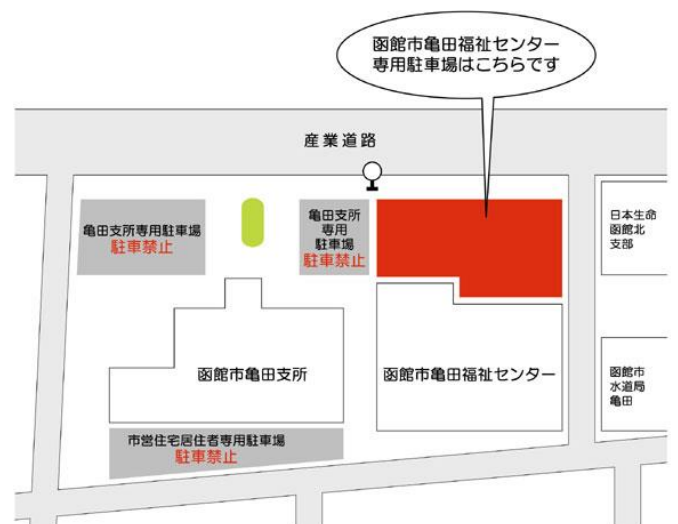 函館市亀田福祉センター
専用駐車場はこちらです
産業道路
亀田支所専用駐車場
駐車禁止
亀田支所
専用
駐車場
駐車禁止
日本生命
函館北
支部
函館市亀田支所
函館市亀田福祉センター
函館市
水道局
亀田
市営住宅居住者専用駐車場
駐車禁止